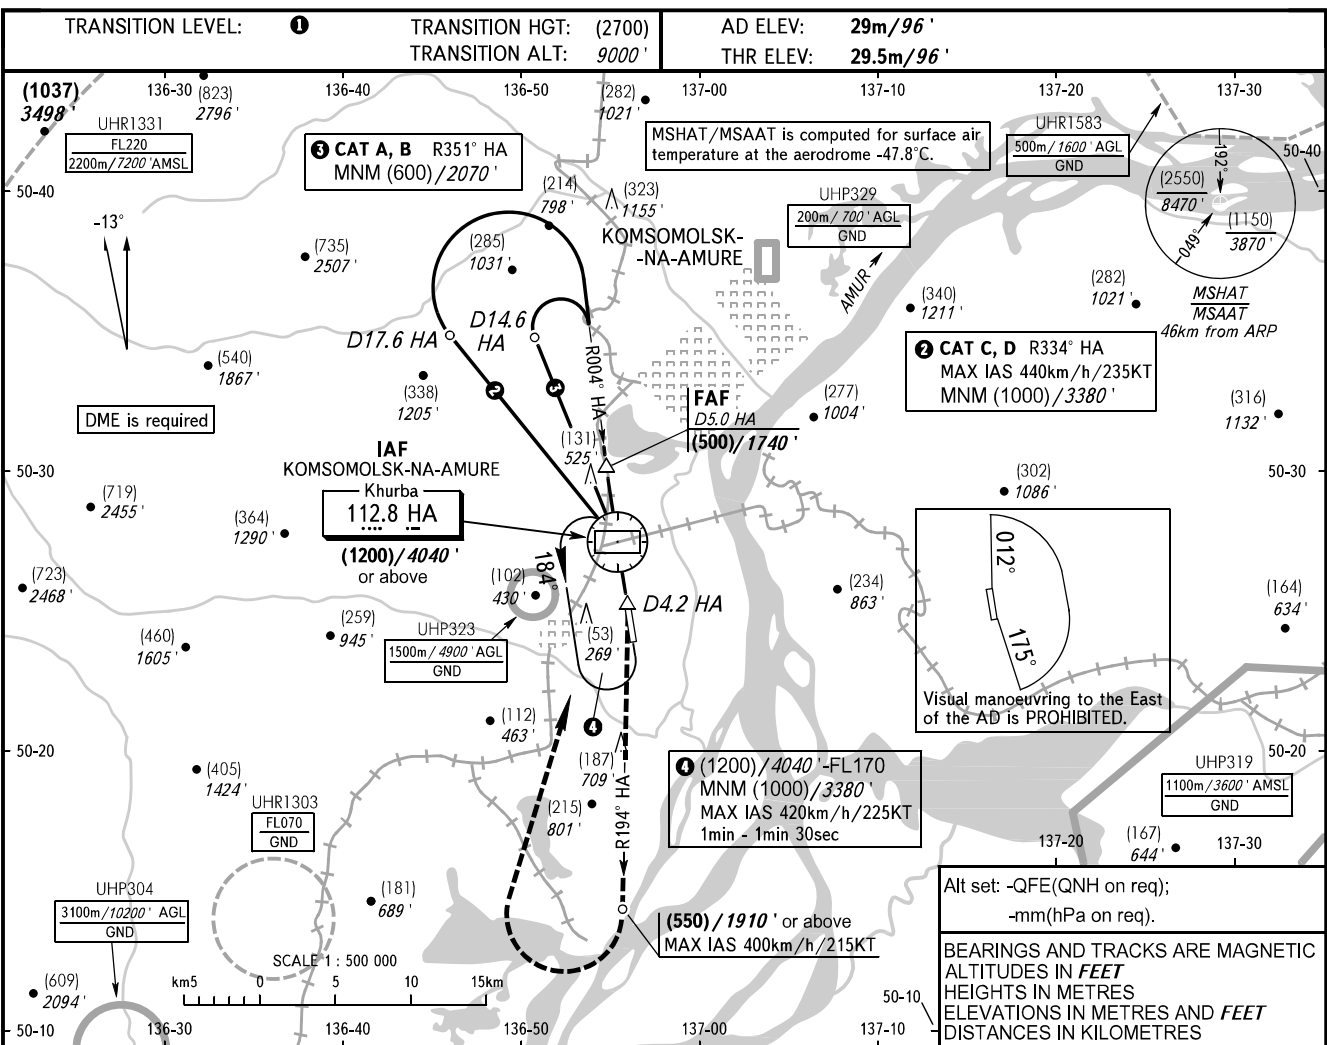 TRANSITION LEVEL: ❶ TRANSITION HGT: (2700)
TRANSITION ALT: 9000'
AD ELEV: 29m/96'
THR ELEV: 29.5m/96'
136-30 136-40 136-50 137-00 137-10 137-20 137-30
(1037)
3498'
(823)
2796'
(282)
1021'
UHR1331
FL220
2200m/7200' AMSL
❸ CAT A, B R351° HA
MNM (600)/2070'
MSHAT/MSAAT is computed for surface air
temperature at the aerodrome -47.8°C.
UHR1583
500m/1600' AGL
GND
50-40
192°
(2550)
8470'
(1150)
3870'
049°
MSHAT
MSAAT
46km from ARP
50-40
-13°
(214)
798'
(323)
1155'
UHP329
200m/700' AGL
GND
KOMSOMOLSK-
-NA-AMURE
AMUR
(735)
2507'
(285)
1031'
(282)
1021'
(340)
1211'
D17.6 HA
D14.6
HA
R004° HA
❷ CAT C, D R334° HA
MAX IAS 440km/h/235KT
MNM (1000)/3380'
(540)
1867'
(338)
1205'
❷
❸
FAF
D5.0 HA
(500)/1740'
(277)
1004'
(316)
1132'
DME is required
(131)
525'
IAF
KOMSOMOLSK-NA-AMURE
Khurba
112.8 HA
(1200)/4040'
or above
50-30
50-30
(719)
2455'
(364)
1290'
(302)
1086'
012°
175°
Visual manoeuvring to the East
of the AD is PROHIBITED.
(723)
2468'
(102)
430'
184°
D4.2 HA
(234)
863'
(164)
634'
(460)
1605'
(259)
945'
UHP323
1500m/4900' AGL
GND
(53)
269'
(112)
463'
❹
50-20
50-20
(187)
709'
❹ (1200)/4040'-FL170
MNM (1000)/3380'
MAX IAS 420km/h/225KT
1min - 1min 30sec
UHP319
1100m/3600' AMSL
GND
(405)
1424'
(215)
801'
R194° HA
UHR1303
FL070
GND
137-20 137-30
(167)
644'
UHP304
3100m/10200' AGL
GND
(181)
689'
(550)/1910' or above
MAX IAS 400km/h/215KT
Alt set: -QFE(QNH on req);
-mm(hPa on req).
SCALE 1 : 500 000
km5 0 5 10 15km
(609)
2094'
BEARINGS AND TRACKS ARE MAGNETIC
ALTITUDES IN FEET
HEIGHTS IN METRES
ELEVATIONS IN METRES AND FEET
DISTANCES IN KILOMETRES
50-10
50-10
136-30 136-40 136-50 137-00 137-10